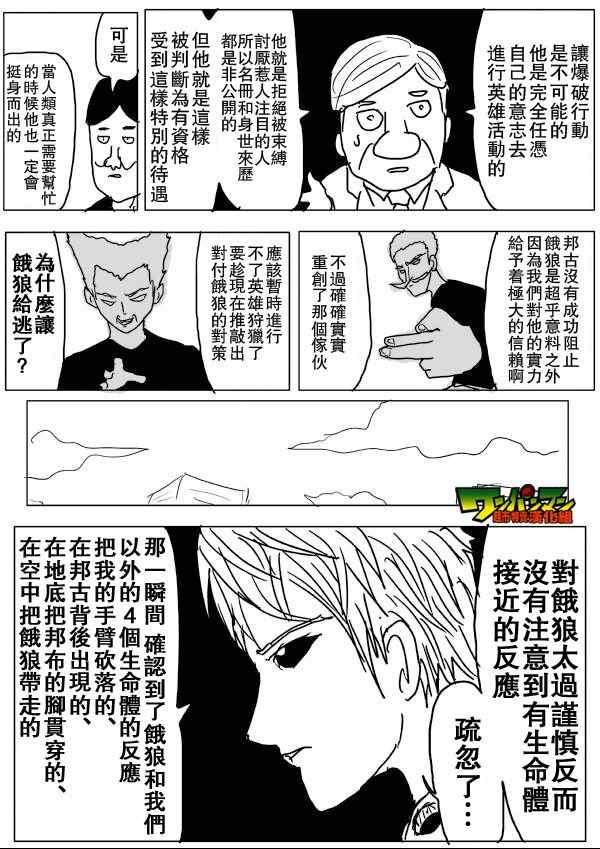 讓爆破行動
是不可能的
他是完全任憑
自己的意志去
進行英雄活動的
他就是拒絕被束縛
討厭惹人注目的人
所以名冊和身世來歷
都是非公開的
但他就是這樣
被判斷為有資格
受到這樣特別的待遇
可是
當人類真正需要幫忙
的時候他也一定會
挺身而出的
邦古沒有成功阻止
餓狼是超乎意料之外
因為我們對他的實力
給予着極大的信賴啊
不過確確實實
重創了那個傢伙
應該暫時進行
不了英雄狩獵了
要趁現在推敲出
對付餓狼的對策
為什麼讓
餓狼給逃了?
ワンパンマン
對餓狼太過謹慎反而
沒有注意到有生命體
接近的反應
疏忽了…
那一瞬間 確認到了餓狼和我們
以外的4個生命體的反應
把我的手臂砍落的、
在邦古背後出現的、
在地底把邦布的腳貫穿的、
在空中把餓狼帶走的